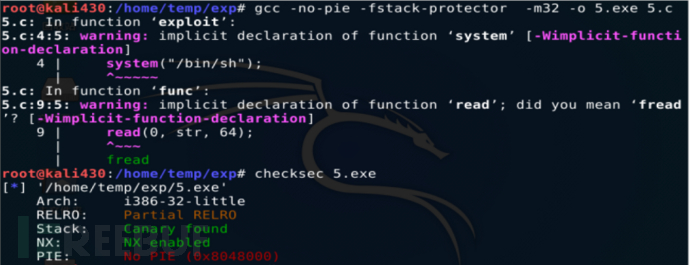 root@kali430:/home/temp/exp# gcc -no-pie -fstack-protector  -m32 -o 5.exe 5.c
5.c: In function ‘exploit’:
5.c:4:5: warning: implicit declaration of function ‘system’ [-Wimplicit-functi
on-declaration]
    4 |     system("/bin/sh");
      |     ^~~~~~
5.c: In function ‘func’:
5.c:9:5: warning: implicit declaration of function ‘read’; did you mean ‘fread
’? [-Wimplicit-function-declaration]
    9 |     read(0, str, 64);
      |     ^~~~
      |     fread
root@kali430:/home/temp/exp# checksec 5.exe
[*] '/home/temp/exp/5.exe'
    Arch:     i386-32-little
    RELRO:    Partial RELRO
    Stack:    Canary found
    NX:       NX enabled
    PIE:      No PIE (0x8048000)